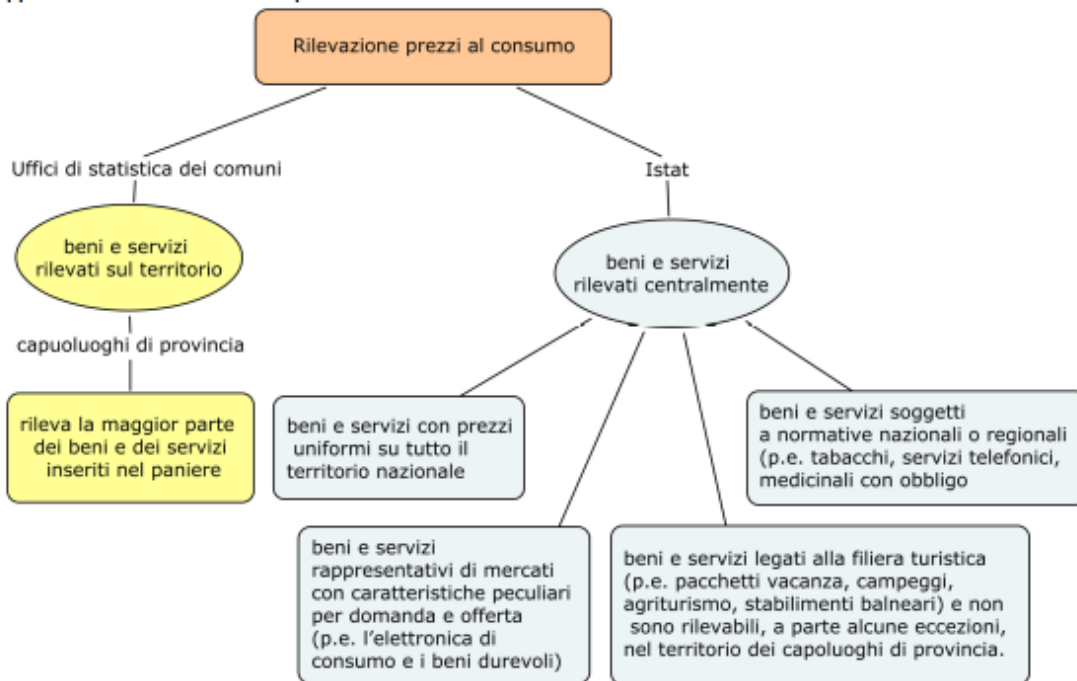 Rilevazione prezzi al consumo
Uffici di statistica dei comuni
Istat
beni e servizi
rilevati sul territorio
beni e servizi
rilevati centralmente
capuoluoghi di provincia
rileva la maggior parte
dei beni e dei servizi
inseriti nel paniere
beni e servizi con prezzi
uniformi su tutto il
territorio nazionale
beni e servizi soggetti
a normative nazionali o regionali
(p.e. tabacchi, servizi telefonici,
medicinali con obbligo
beni e servizi
rappresentativi di mercati
con caratteristiche peculiari
per domanda e offerta
(p.e. l'elettronica di
consumo e i beni durevoli)
beni e servizi legati alla filiera turistica
(p.e. pacchetti vacanza, campeggi,
agriturismo, stabilimenti balneari) e non
sono rilevabili, a parte alcune eccezioni,
nel territorio dei capoluoghi di provincia.